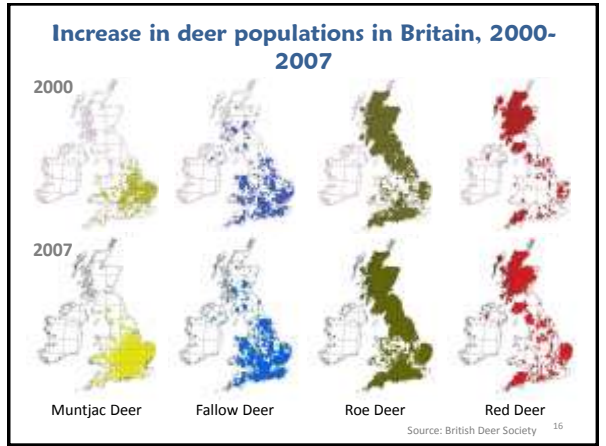 Increase in deer populations in Britain, 2000-
2007
2000
2007
Muntjac Deer
Fallow Deer
Roe Deer
Red Deer
Source: British Deer Society
16